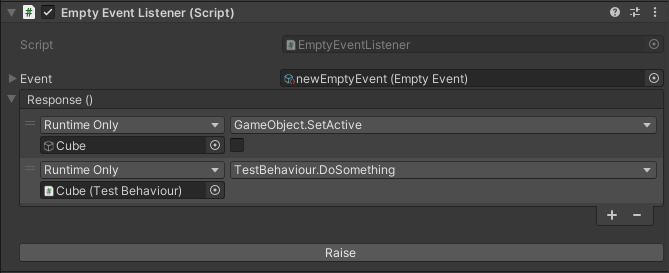 Empty Event Listener (Script)
Script EmptyEventListener
Event newEmptyEvent (Empty Event)
Response ()
Runtime Only GameObject.SetActive
Cube
Runtime Only TestBehaviour.DoSomething
Cube (Test Behaviour)
Raise